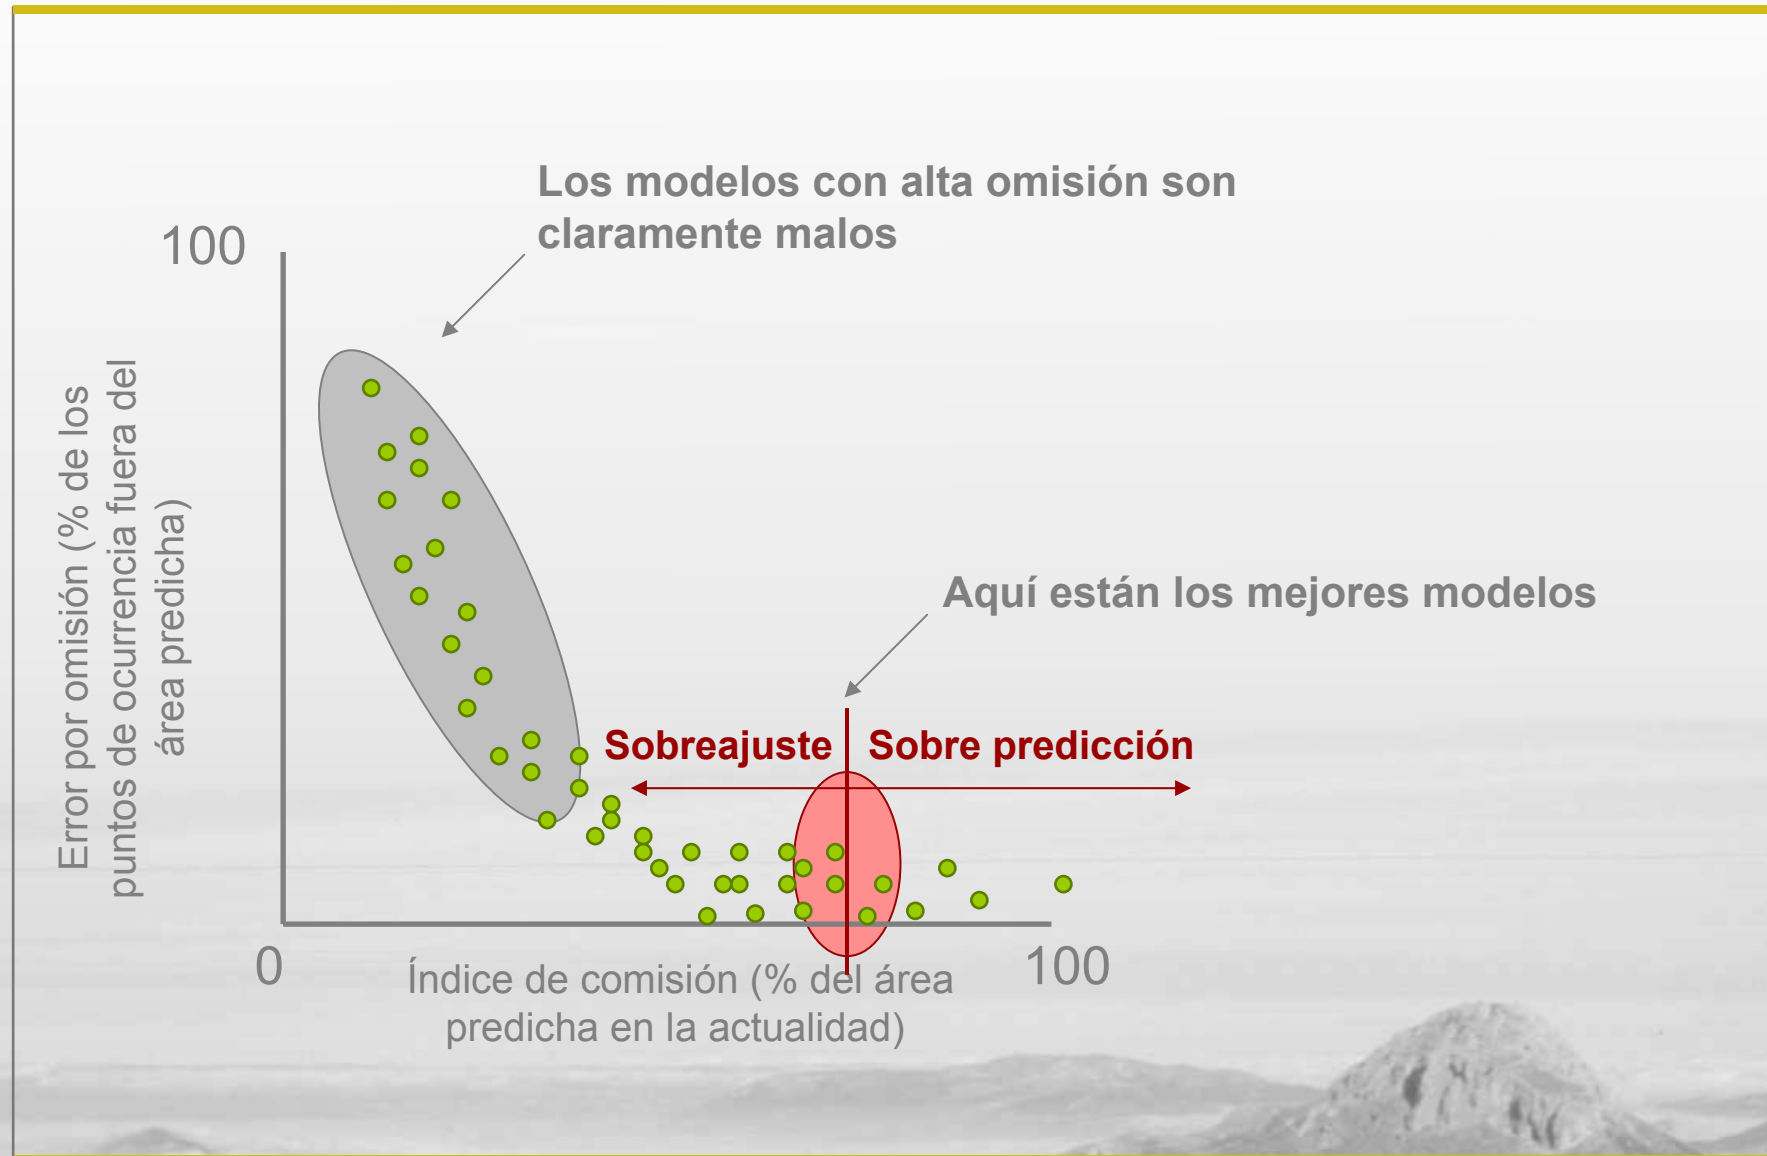 Los modelos con alta omisión son
claramente malos
100
Error por omisión (% de los
puntos de ocurrencia fuera del
área predicha)
Aquí están los mejores modelos
Sobreajuste
Sobre predicción
0
100
Índice de comisión (% del área
predicha en la actualidad)